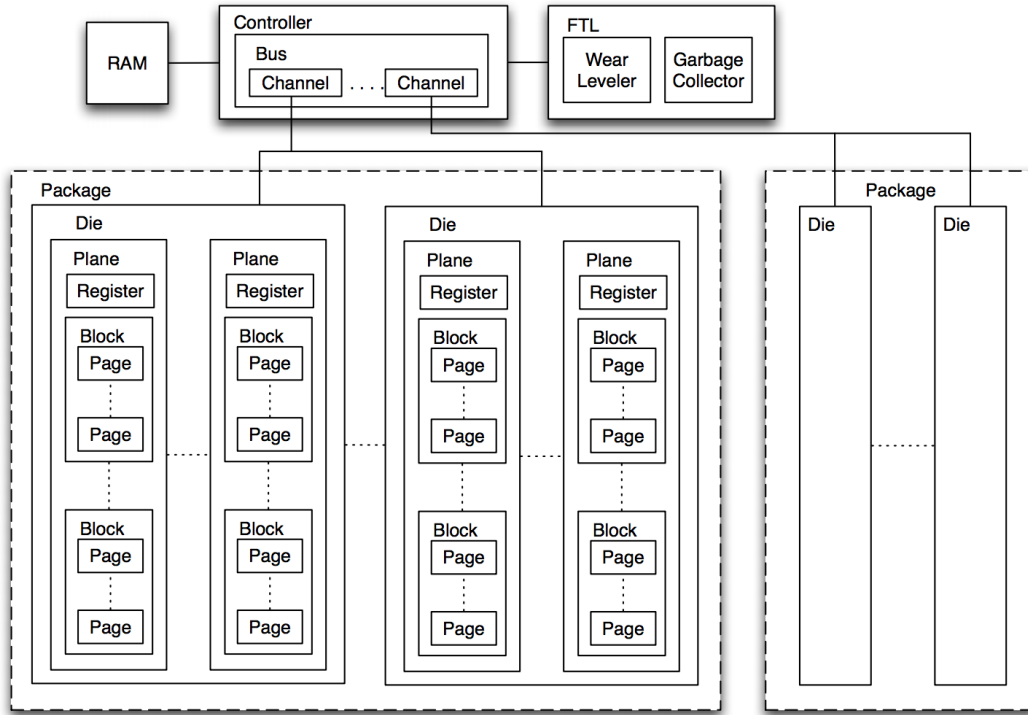 Controller
FTL
RAM
Bus
Channel
. . . .
Channel
Wear
Leveler
Garbage
Collector
Package
Package
Die
Die
Die
Die
Plane
Plane
Plane
Plane
Register
Register
Register
Register
Block
Block
Block
Block
Page
Page
Page
Page
Page
Page
Page
Page
Block
Block
Block
Block
Page
Page
Page
Page
Page
Page
Page
Page